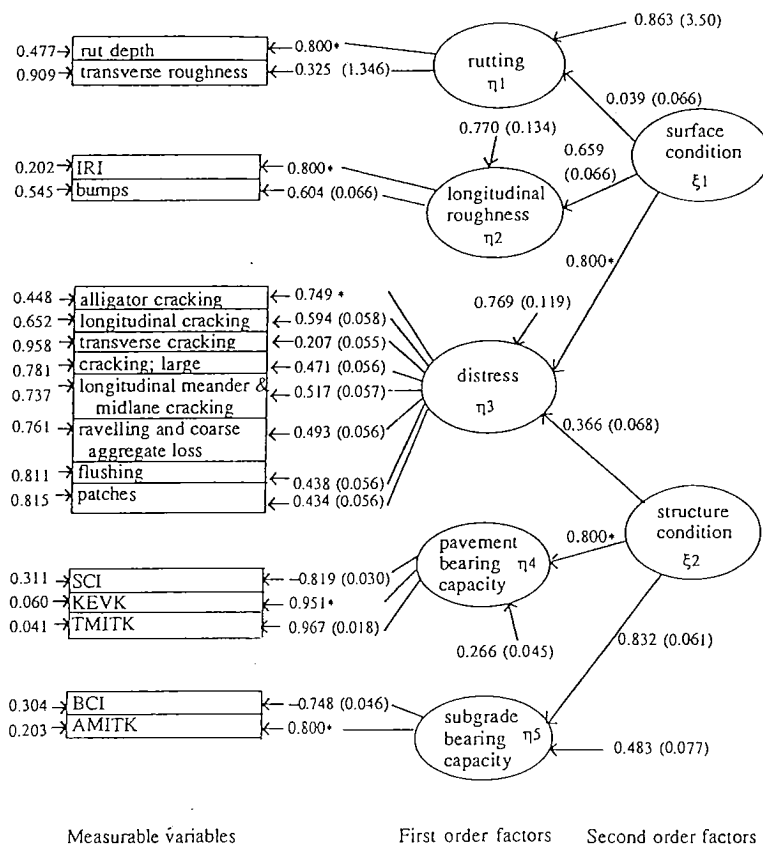 0.863 (3.50)
0.477 rut depth 0.800*
0.909 transverse roughness 0.325 (1.346)
rutting
η1
0.039 (0.066)
0.770 (0.134)
surface
condition
ξ1
0.659
(0.066)
0.202 IRI 0.800*
0.545 bumps 0.604 (0.066)
longitudinal
roughness
η2
0.800*
0.448 alligator cracking 0.749 *
0.652 longitudinal cracking 0.594 (0.058)
0.958 transverse cracking 0.207 (0.055)
0.781 cracking; large 0.471 (0.056)
0.737 longitudinal meander &
midlane cracking 0.517 (0.057)
0.761 ravelling and coarse
aggregate loss 0.493 (0.056)
0.811 flushing 0.438 (0.056)
0.815 patches 0.434 (0.056)
0.769 (0.119)
distress
η3
0.366 (0.068)
structure
condition
ξ2
0.800*
pavement
bearing η4
capacity
0.311 SCI -0.819 (0.030)
0.060 KEVK 0.951*
0.041 TMITK 0.967 (0.018)
0.266 (0.045)
0.832 (0.061)
0.304 BCI -0.748 (0.046)
0.203 AMITK 0.800*
subgrade
bearing η5
capacity
0.483 (0.077)
Measurable variables First order factors Second order factors